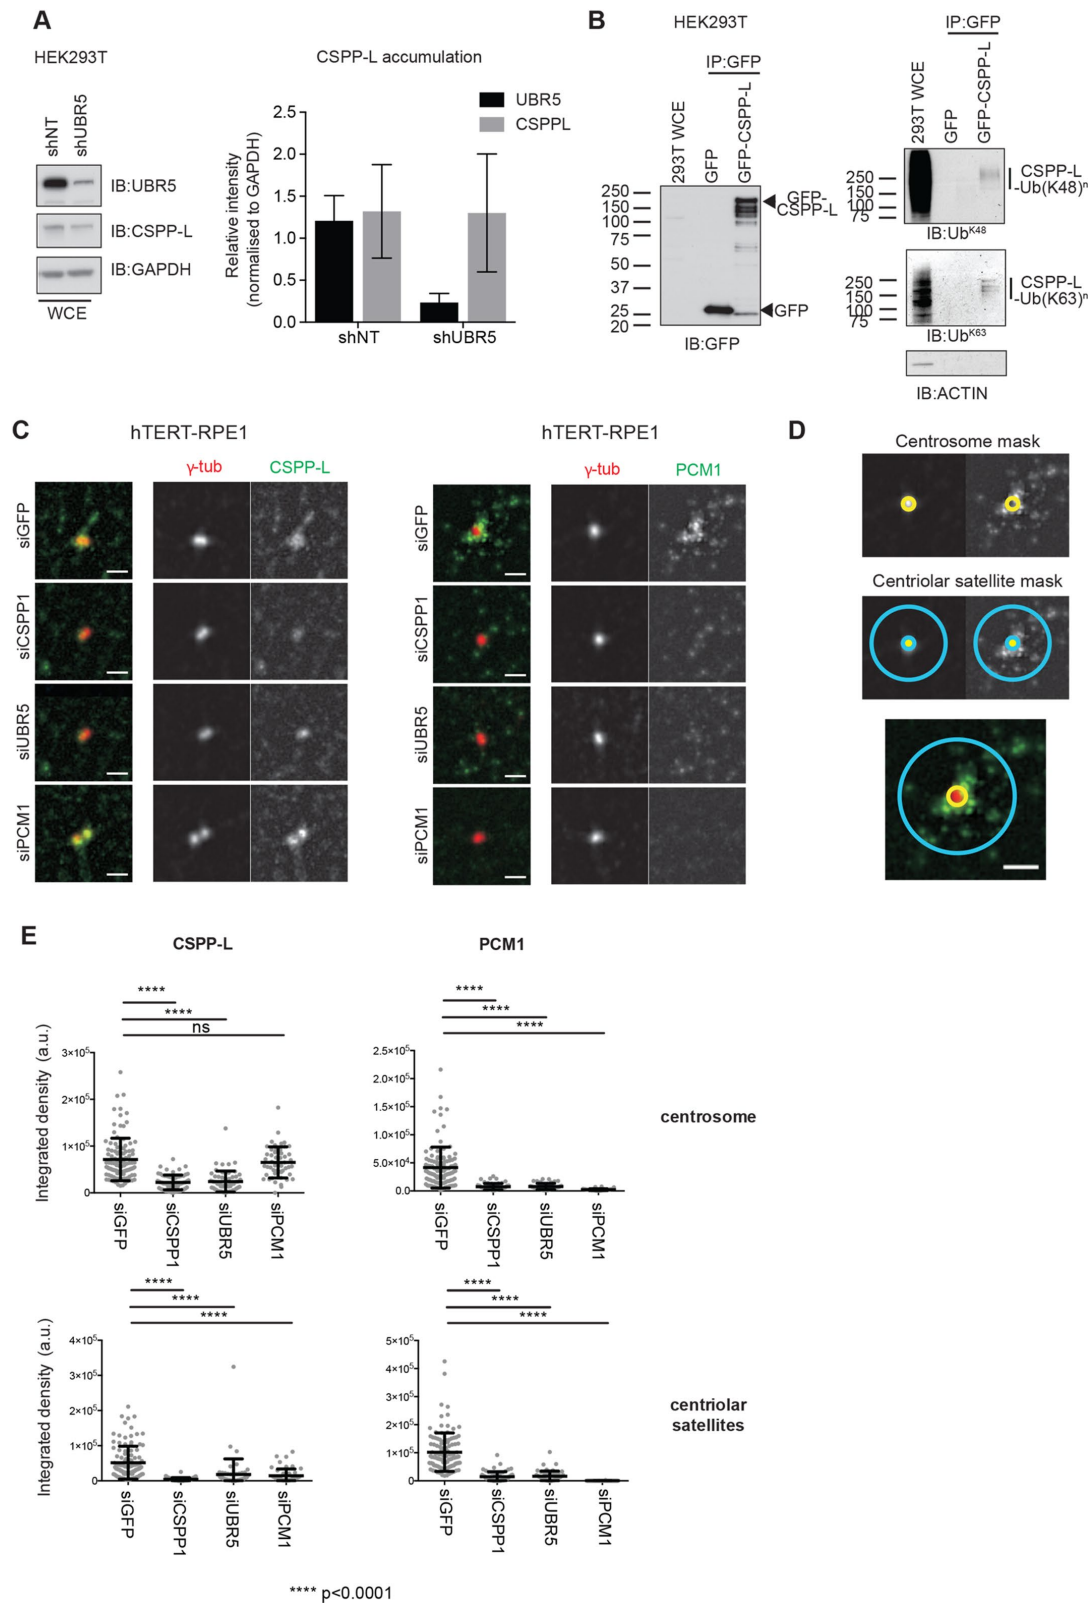 A
HEK293T
shNT
shUBR5
IB:UBR5
IB:CSPP-L
IB:GAPDH
WCE
CSPP-L accumulation
UBR5
CSPPL
Relative intensity
(normalised to GAPDH)
2.5
2.0
1.5
1.0
0.5
0.0
shNT
shUBR5
B
HEK293T
IP:GFP
293T WCE
GFP
GFP-CSPP-L
250
150
100
75
50
37
25
20
GFP-
CSPP-L
GFP
IB:GFP
IP:GFP
293T WCE
GFP
GFP-CSPP-L
250
150
100
75
CSPP-L
-Ub(K48)ⁿ
IB:Ubᴷ⁴⁸
250
150
100
75
CSPP-L
-Ub(K63)ⁿ
IB:Ubᴷ⁶³
IB:ACTIN
C
hTERT-RPE1
γ-tub
CSPP-L
siGFP
siCSPP1
siUBR5
siPCM1
hTERT-RPE1
γ-tub
PCM1
siGFP
siCSPP1
siUBR5
siPCM1
D
Centrosome mask
Centriolar satellite mask
E
CSPP-L
****
****
ns
Integrated density (a.u.)
3×10⁵
2×10⁵
1×10⁵
0
siGFP
siCSPP1
siUBR5
siPCM1
PCM1
****
****
****
2.5×10⁵
2.0×10⁵
1.5×10⁵
1.0×10⁵
5.0×10⁴
0.0
siGFP
siCSPP1
siUBR5
siPCM1
centrosome
****
****
****
Integrated density (a.u.)
4×10⁵
3×10⁵
2×10⁵
1×10⁵
0
siGFP
siCSPP1
siUBR5
siPCM1
****
****
****
5×10⁵
4×10⁵
3×10⁵
2×10⁵
1×10⁵
0
siGFP
siCSPP1
siUBR5
siPCM1
centriolar
satellites
**** p<0.0001